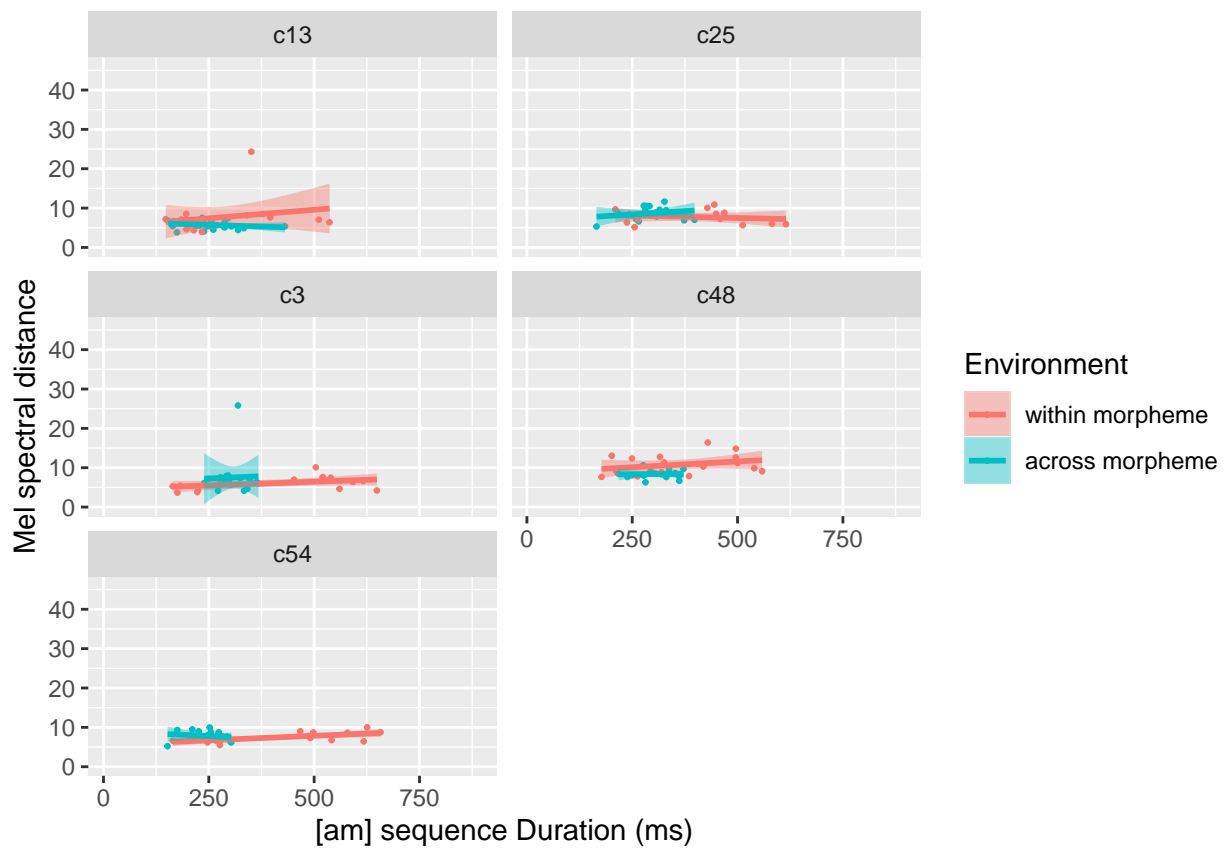 c13
c25
40
30
20
10
0
c3
c48
40
30
20
10
0
0
250
500
750
c54
40
30
20
10
0
0
250
500
750
[am] sequence Duration (ms)
Mel spectral distance
Environment
within morpheme
across morpheme